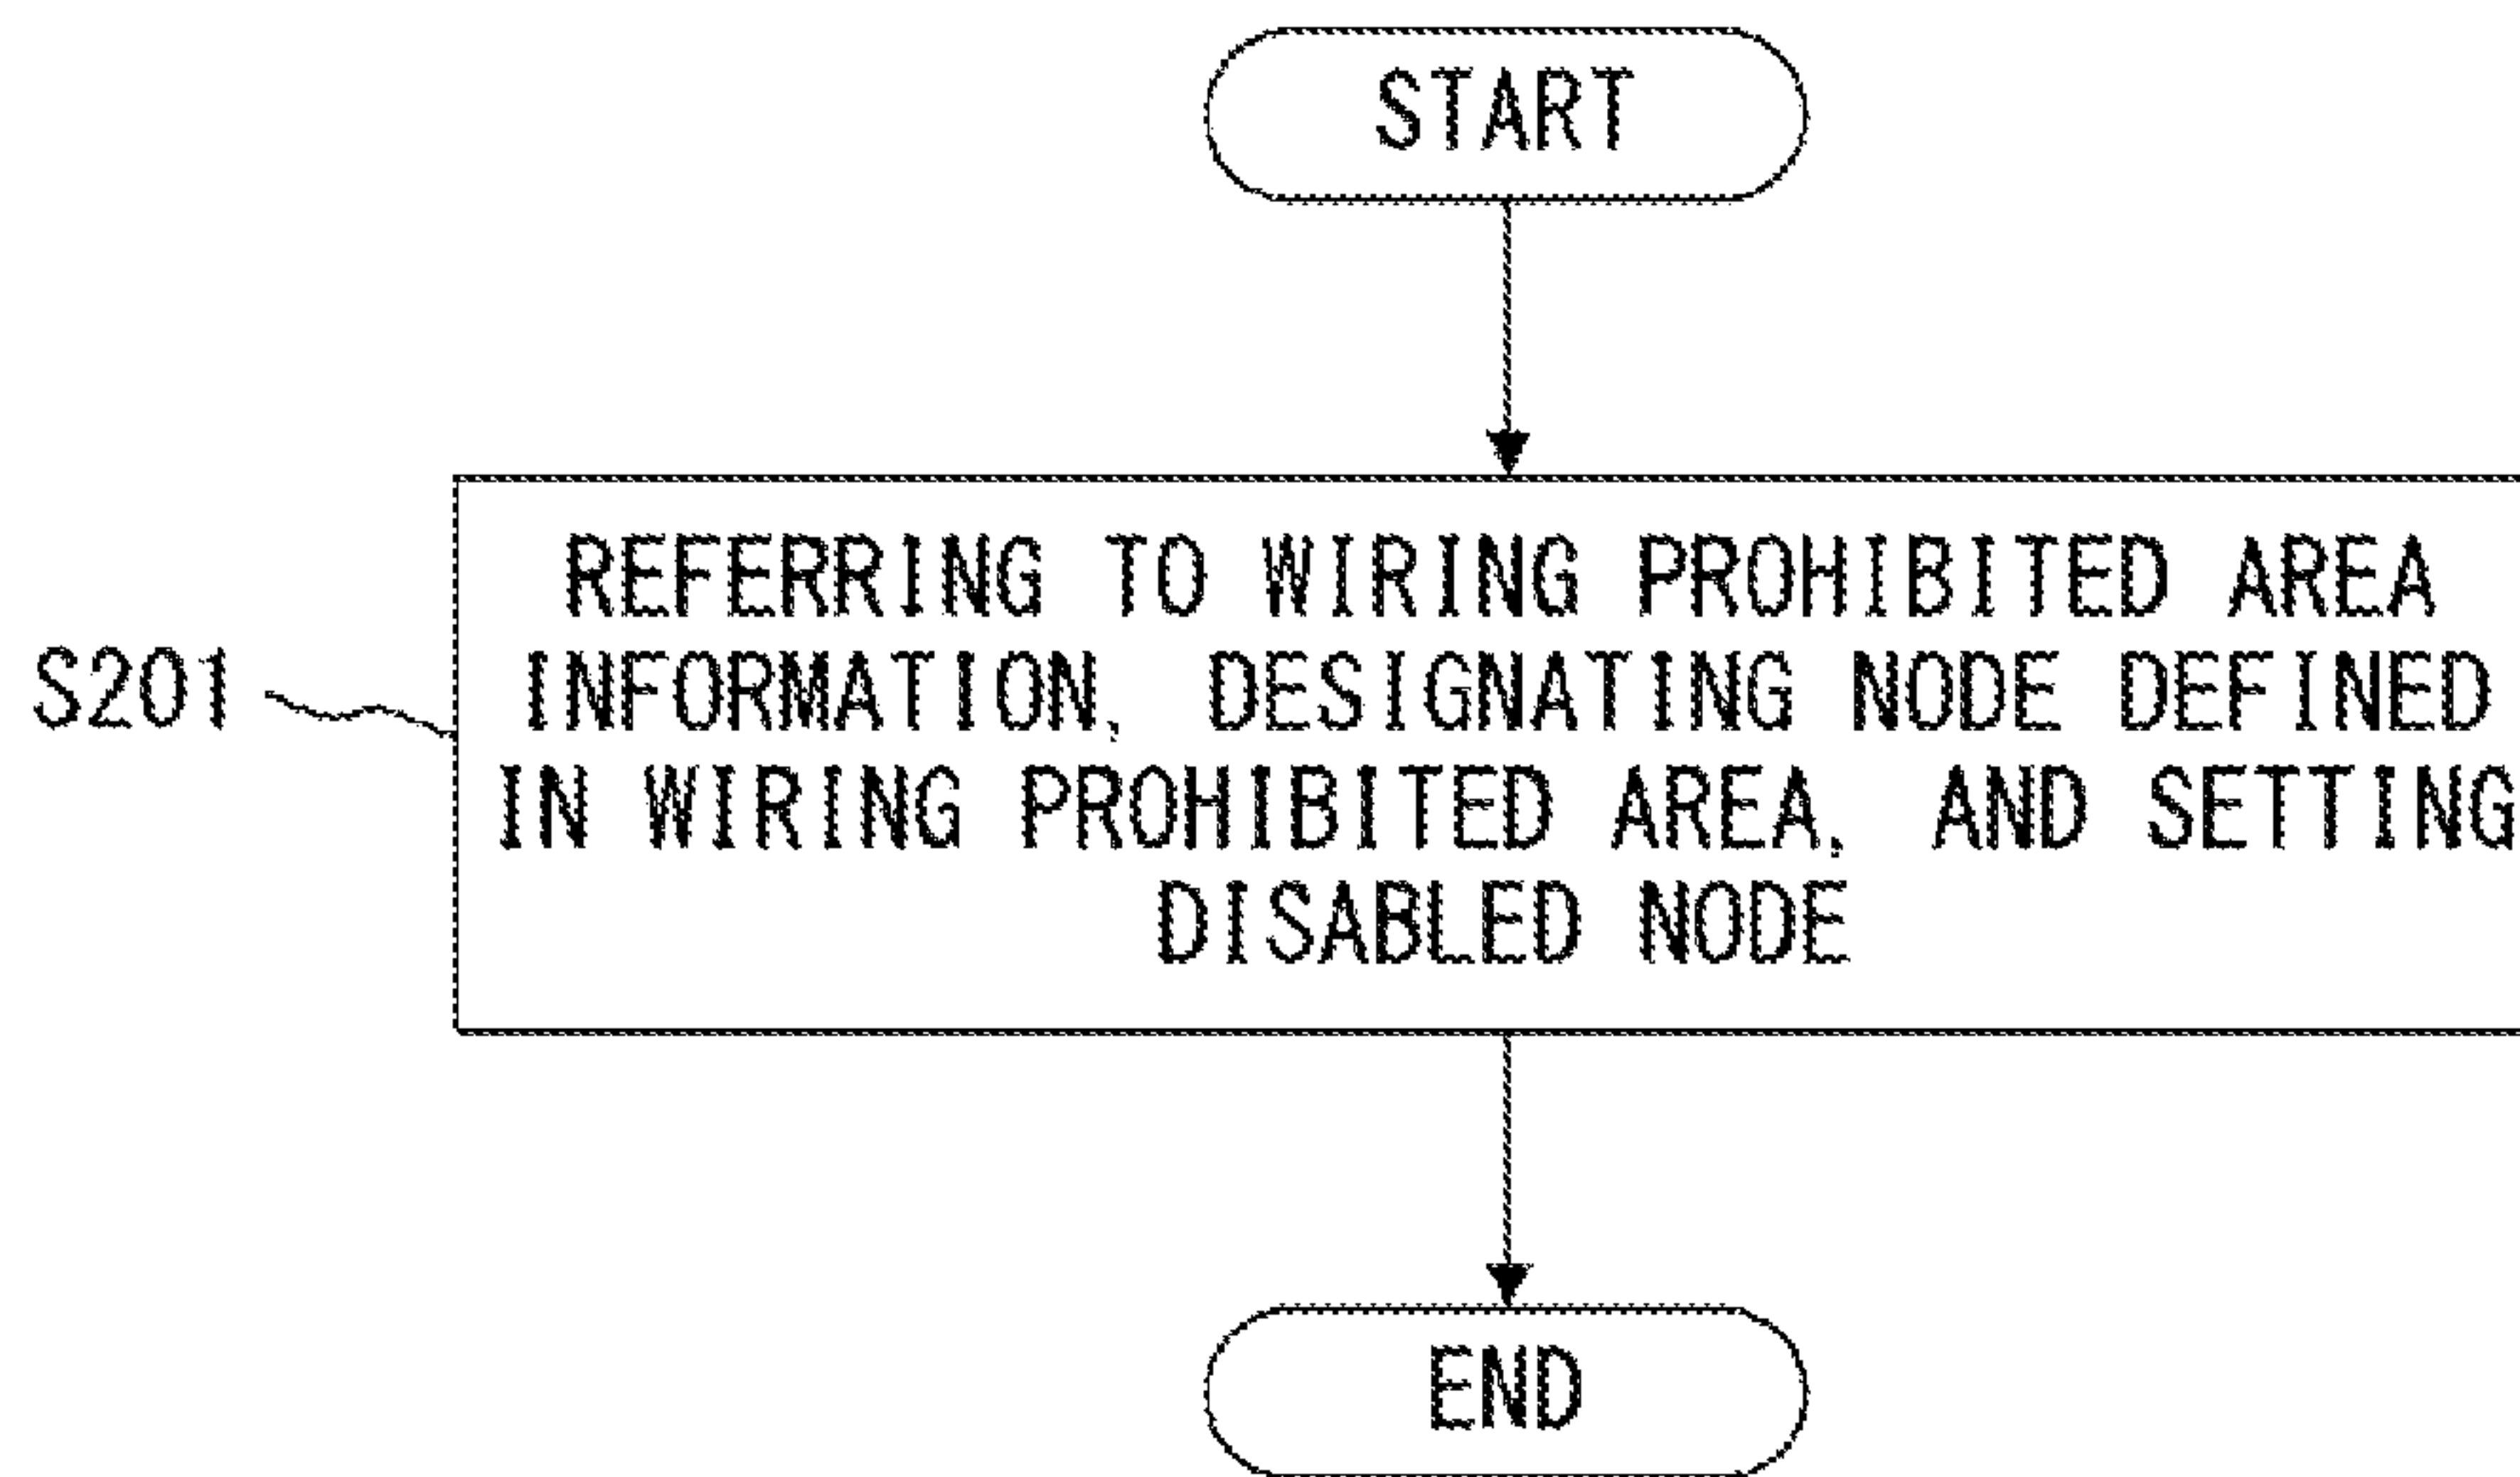 START
REFERRING TO WIRING PROHIBITED AREA
INFORMATION, DESIGNATING NODE DEFINED
S201
IN WIRING PROHIBITED AREA, AND SETTING
DISABLED NODE
END